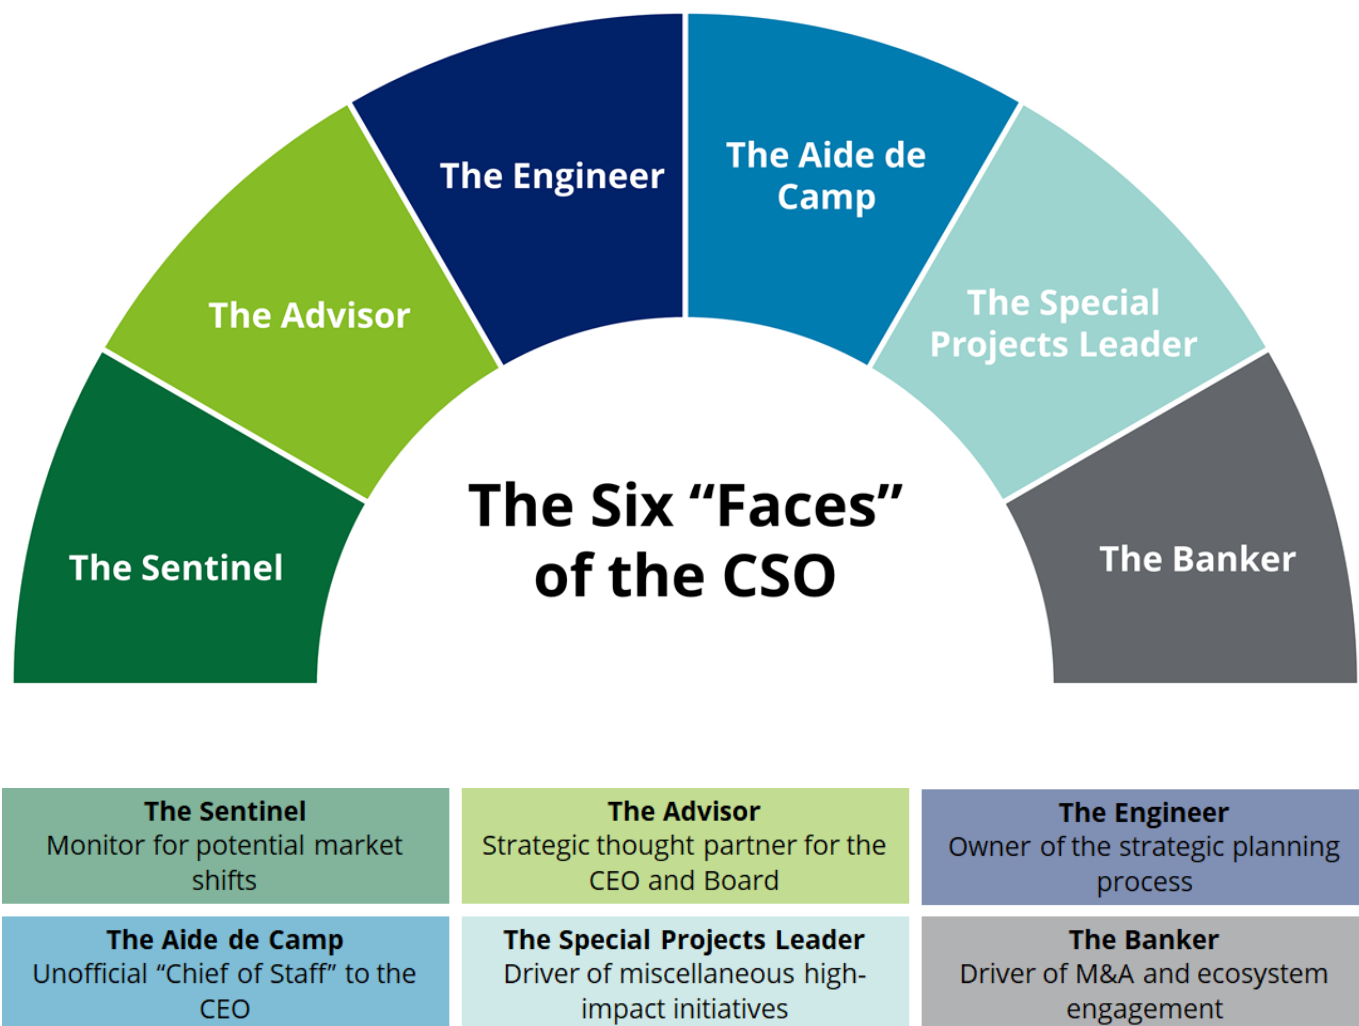 The Engineer
The Aide de
Camp
The Advisor
The Special
Projects Leader
The Sentinel
The Banker
The Six “Faces”
of the CSO
The Sentinel
Monitor for potential market
shifts
The Advisor
Strategic thought partner for the
CEO and Board
The Engineer
Owner of the strategic planning
process
The Aide de Camp
Unofficial “Chief of Staff” to the
CEO
The Special Projects Leader
Driver of miscellaneous high-
impact initiatives
The Banker
Driver of M&A and ecosystem
engagement